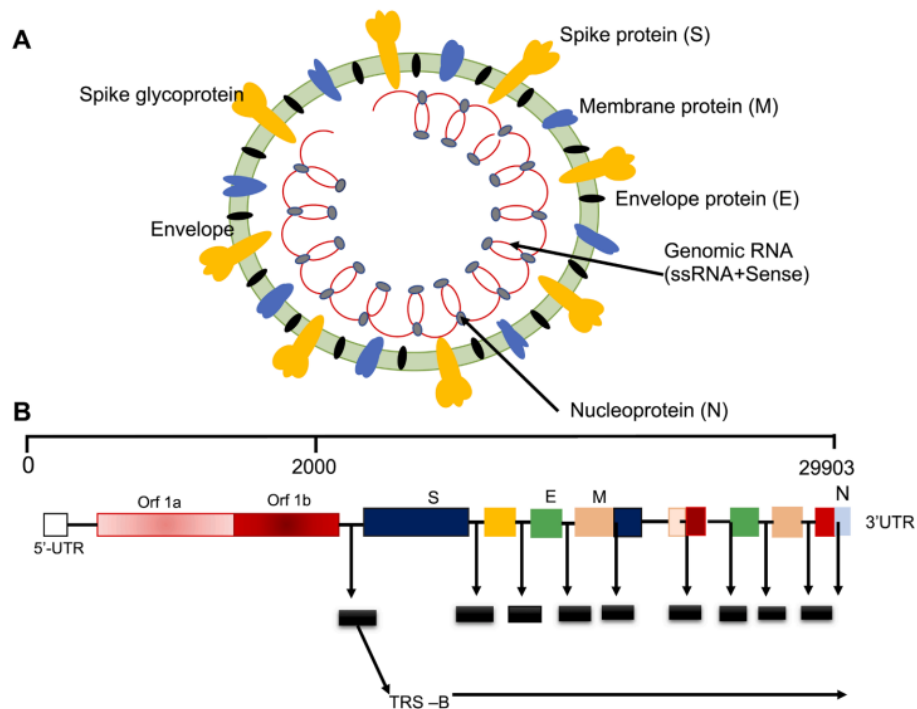 A
Spike protein (S)
Spike glycoprotein
Membrane protein (M)
Envelope protein (E)
Envelope
Genomic RNA
(ssRNA+Sense)
Nucleoprotein (N)
B
0
2000
29903
Orf 1a
Orf 1b
S
E
M
N
5'-UTR
3'UTR
TRS –B